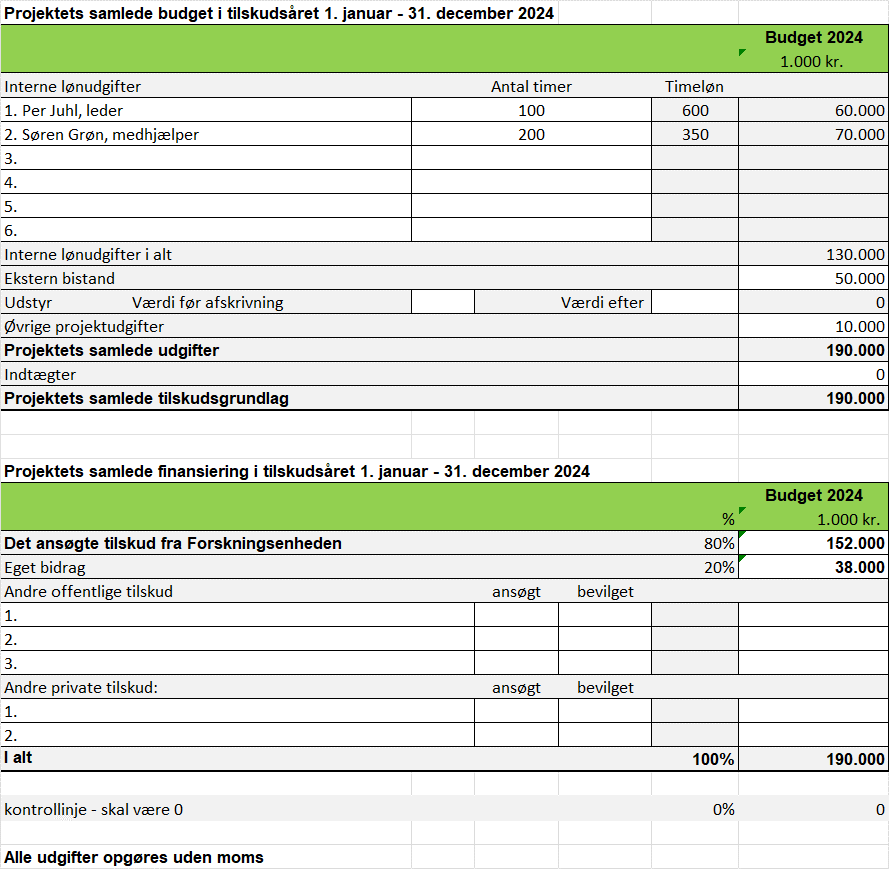 Projektets samlede budget i tilskudsåret 1. januar - 31. december 2024
Budget 2024
1.000 kr.
Interne lønudgifter Antal timer Timeløn
1. Per Juhl, leder 100 600 60.000
2. Søren Grøn, medhjælper 200 350 70.000
3.
4.
5.
6.
Interne lønudgifter i alt 130.000
Ekstern bistand 50.000
Udstyr Værdi før afskrivning Værdi efter 0
Øvrige projektudgifter 10.000
Projektets samlede udgifter 190.000
Indtægter 0
Projektets samlede tilskudsgrundlag 190.000
Projektets samlede finansiering i tilskudsåret 1. januar - 31. december 2024
Budget 2024
% 1.000 kr.
Det ansøgte tilskud fra Forskningsenheden 80% 152.000
Eget bidrag 20% 38.000
Andre offentlige tilskud ansøgt bevilget
1.
2.
3.
Andre private tilskud: ansøgt bevilget
1.
2.
I alt 100% 190.000
kontrollinje - skal være 0 0% 0
Alle udgifter opgøres uden moms